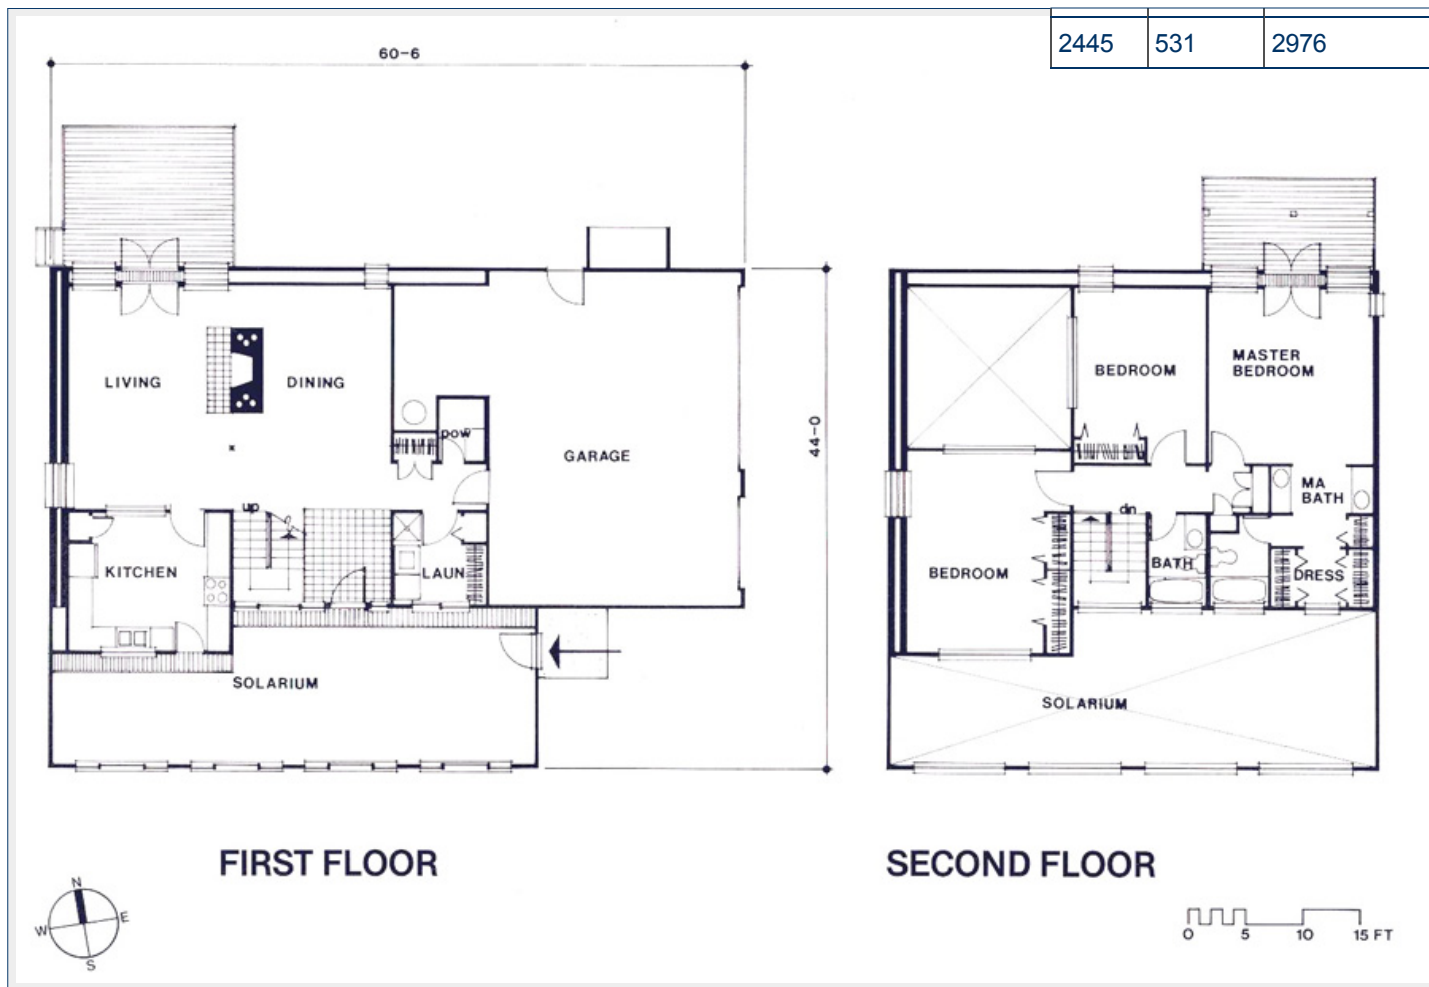 2445 531 2976
60-6
LIVING
DINING
pow
GARAGE
44-0
up
KITCHEN
LAUN
SOLARIUM
FIRST FLOOR
BEDROOM
MASTER
BEDROOM
MA
BATH
dn
BEDROOM
BATH
DRESS
SOLARIUM
SECOND FLOOR
N
W E
S
0 5 10 15 FT